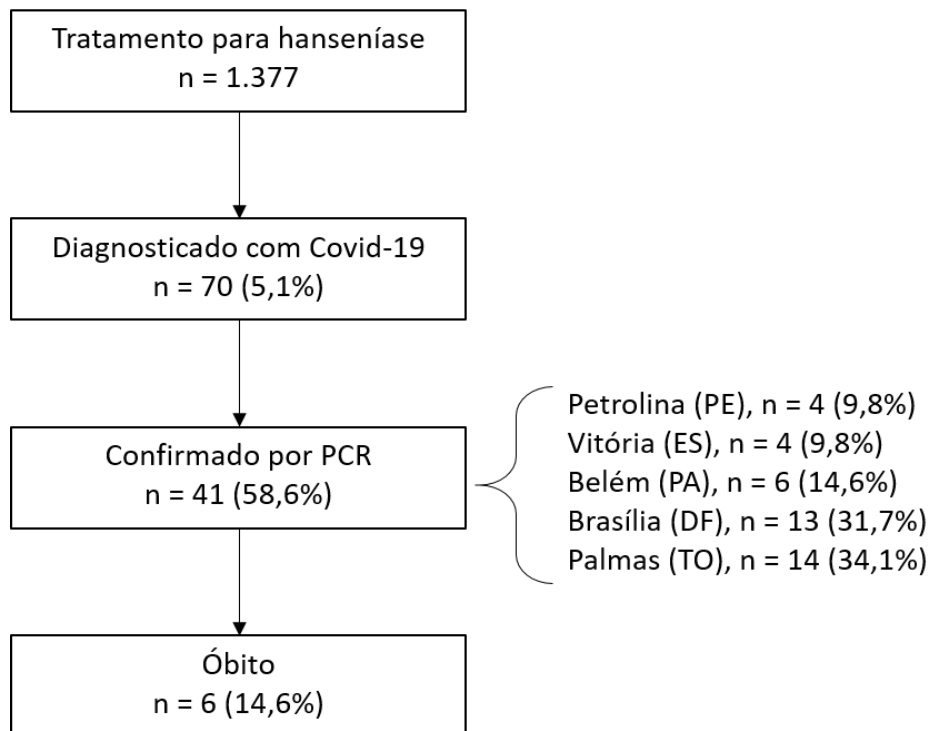 Tratamento para hanseníase
n = 1.377
Diagnosticado com Covid-19
n = 70 (5,1%)
Confirmado por PCR
n = 41 (58,6%)
Petrolina (PE), n = 4 (9,8%)
Vitória (ES), n = 4 (9,8%)
Belém (PA), n = 6 (14,6%)
Brasília (DF), n = 13 (31,7%)
Palmas (TO), n = 14 (34,1%)
Óbito
n = 6 (14,6%)